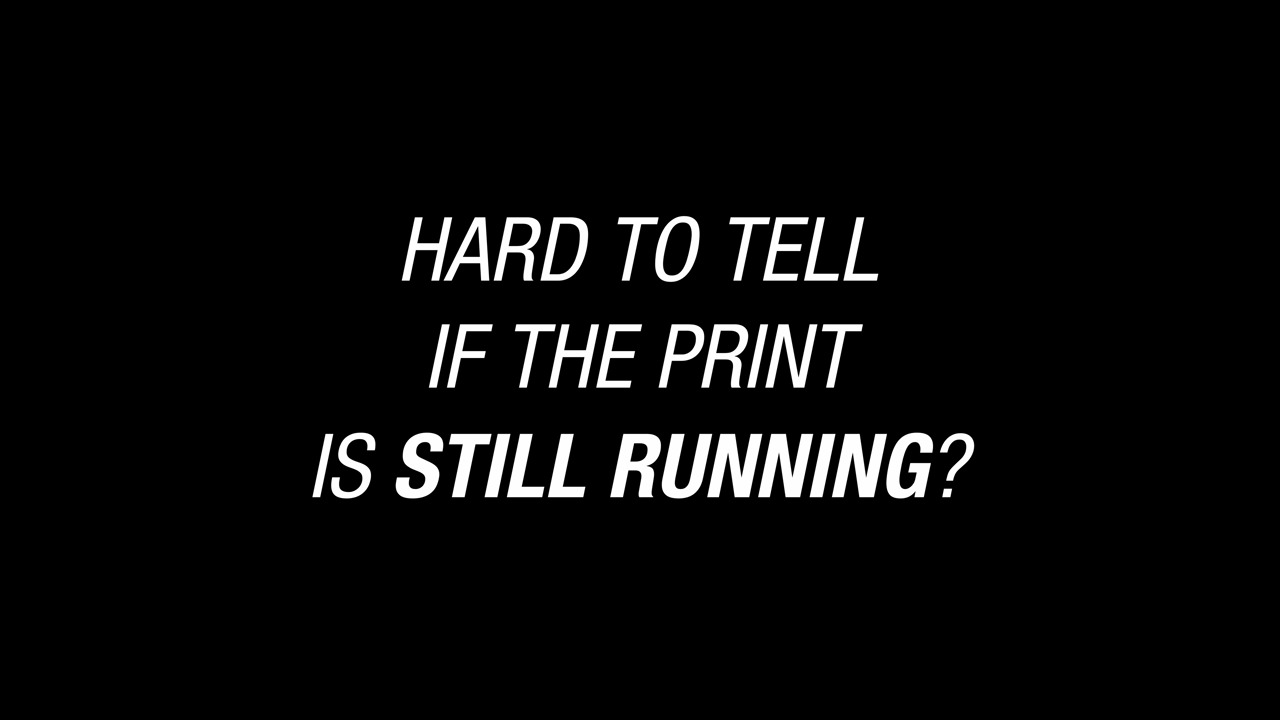 HARD TO TELL
IF THE PRINT
IS STILL RUNNING?